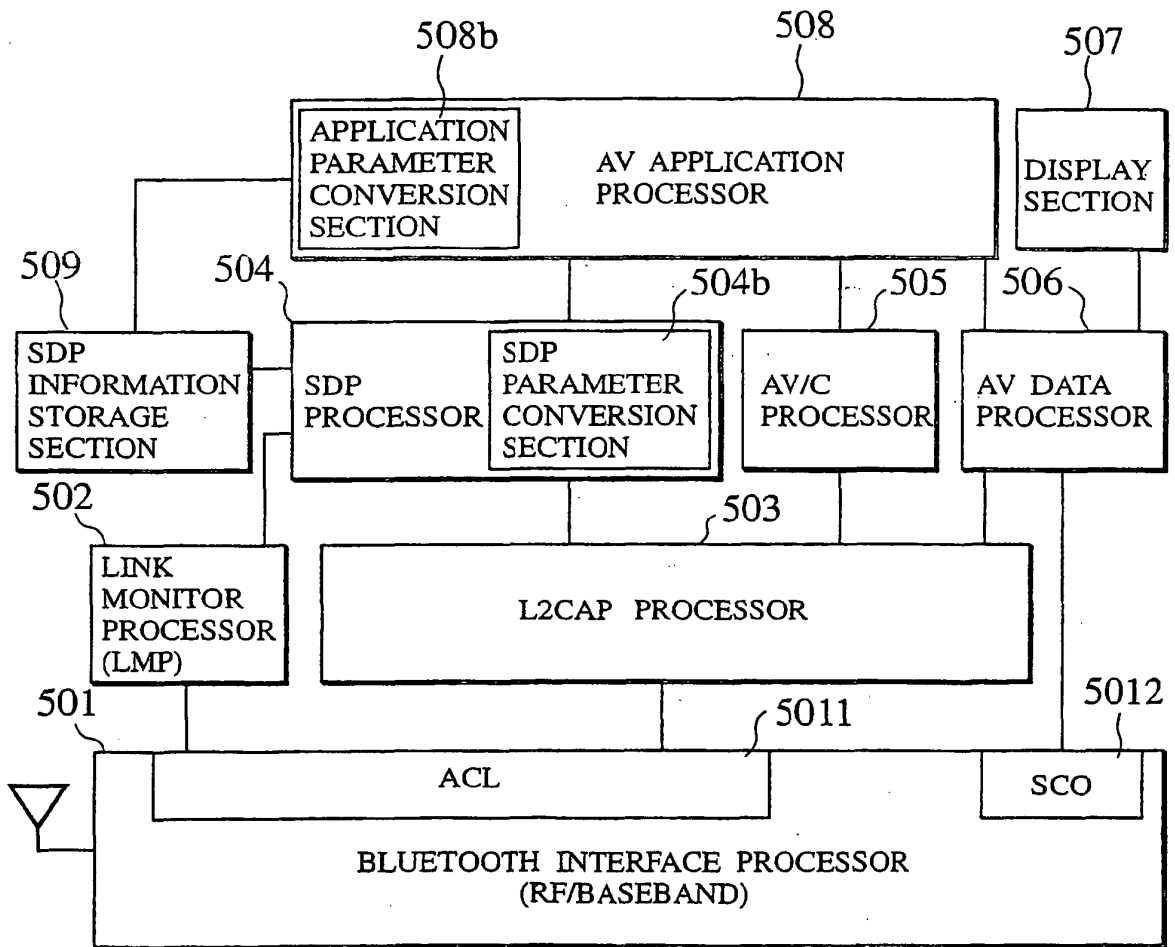 508b
508
507
APPLICATION
PARAMETER
CONVERSION
SECTION
AV APPLICATION
PROCESSOR
DISPLAY
SECTION
509
504
504b
505
506
SDP
INFORMATION
STORAGE
SECTION
SDP
PROCESSOR
SDP
PARAMETER
CONVERSION
SECTION
AV/C
PROCESSOR
AV DATA
PROCESSOR
502
503
LINK
MONITOR
PROCESSOR
(LMP)
L2CAP PROCESSOR
501
5011
5012
ACL
SCO
BLUETOOTH INTERFACE PROCESSOR
(RF/BASEBAND)